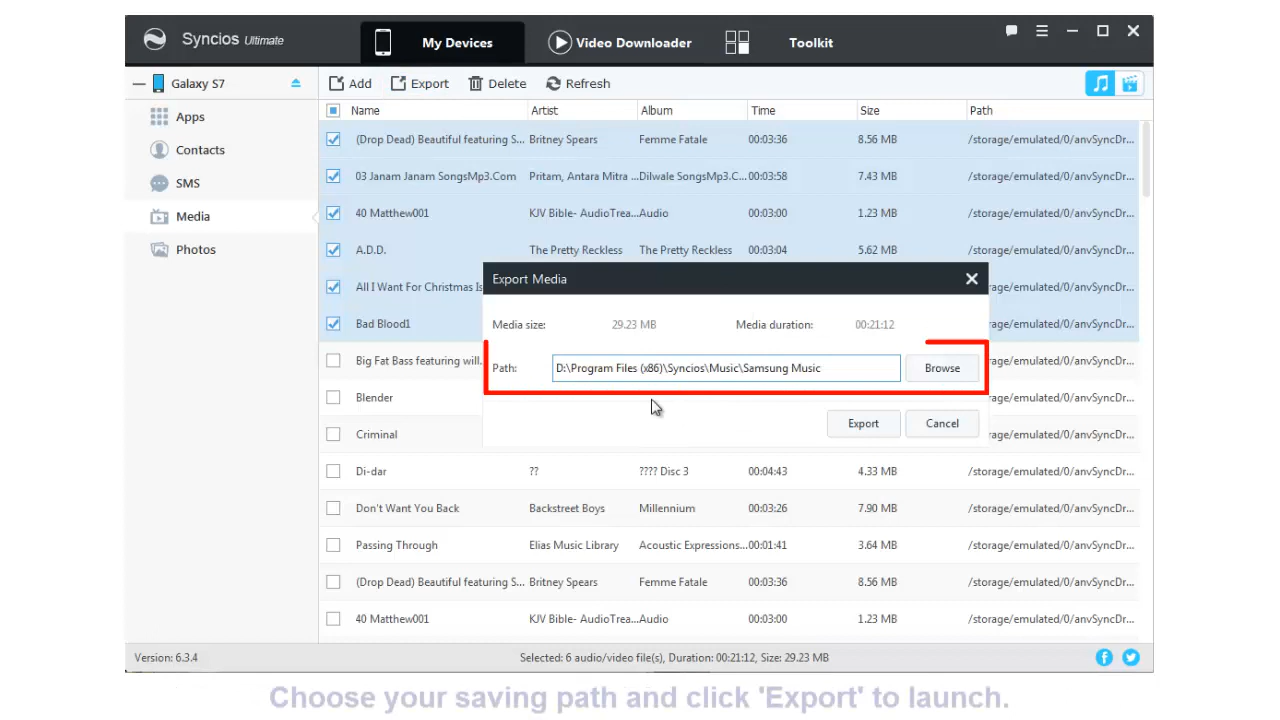 Syncios Ultimate
My Devices
Video Downloader
Toolkit
Galaxy S7
Apps
Contacts
SMS
Media
Photos
Add Export Delete Refresh
Name Artist Album Time Size Path
(Drop Dead) Beautiful featuring S... Britney Spears Femme Fatale 00:03:36 8.56 MB /storage/emulated/0/anvSyncDr...
03 Janam Janam SongsMp3.Com Pritam, Antara Mitra ... Dilwale SongsMp3.C... 00:03:58 7.43 MB /storage/emulated/0/anvSyncDr...
40 Matthew001 KJV Bible- AudioTrea... Audio 00:03:00 1.23 MB /storage/emulated/0/anvSyncDr...
A.D.D. The Pretty Reckless The Pretty Reckless 00:03:04 5.62 MB /storage/emulated/0/anvSyncDr...
All I Want For Christmas Is rage/emulated/0/anvSyncDr...
Bad Blood1 rage/emulated/0/anvSyncDr...
Big Fat Bass featuring will. rage/emulated/0/anvSyncDr...
Blender rage/emulated/0/anvSyncDr...
Criminal rage/emulated/0/anvSyncDr...
Di-dar ?? ???? Disc 3 00:04:43 4.33 MB /storage/emulated/0/anvSyncDr...
Don't Want You Back Backstreet Boys Millennium 00:03:26 7.90 MB /storage/emulated/0/anvSyncDr...
Passing Through Elias Music Library Acoustic Expressions... 00:01:41 3.64 MB /storage/emulated/0/anvSyncDr...
(Drop Dead) Beautiful featuring S... Britney Spears Femme Fatale 00:03:36 8.56 MB /storage/emulated/0/anvSyncDr...
40 Matthew001 KJV Bible- AudioTrea... Audio 00:03:00 1.23 MB /storage/emulated/0/anvSyncDr...
Export Media
Media size: 29.23 MB Media duration: 00:21:12
Path: D:\Program Files (x86)\Syncios\Music\Samsung Music Browse
Export Cancel
Version: 6.3.4
Selected: 6 audio/video file(s), Duration: 00:21:12, Size: 29.23 MB
Choose your saving path and click 'Export' to launch.